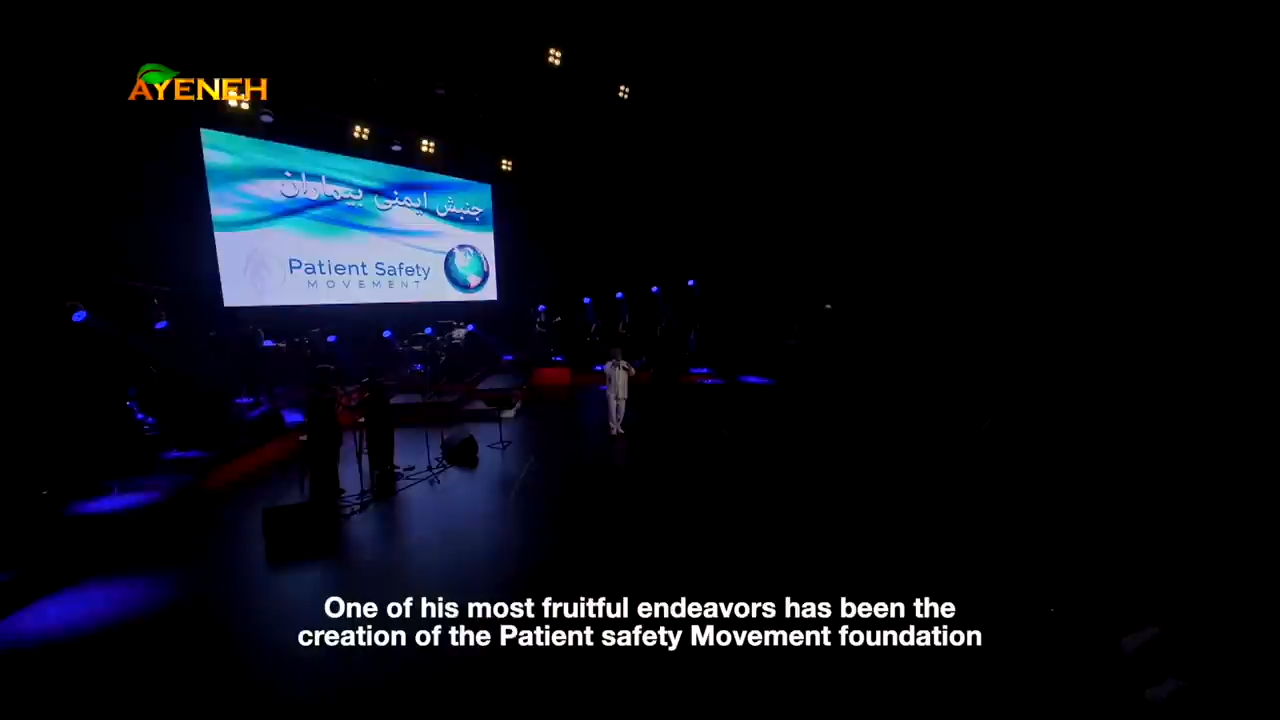 AYENEH
جنبش ایمنی بیماران
Patient Safety
MOVEMENT
One of his most fruitful endeavors has been the
creation of the Patient safety Movement foundation